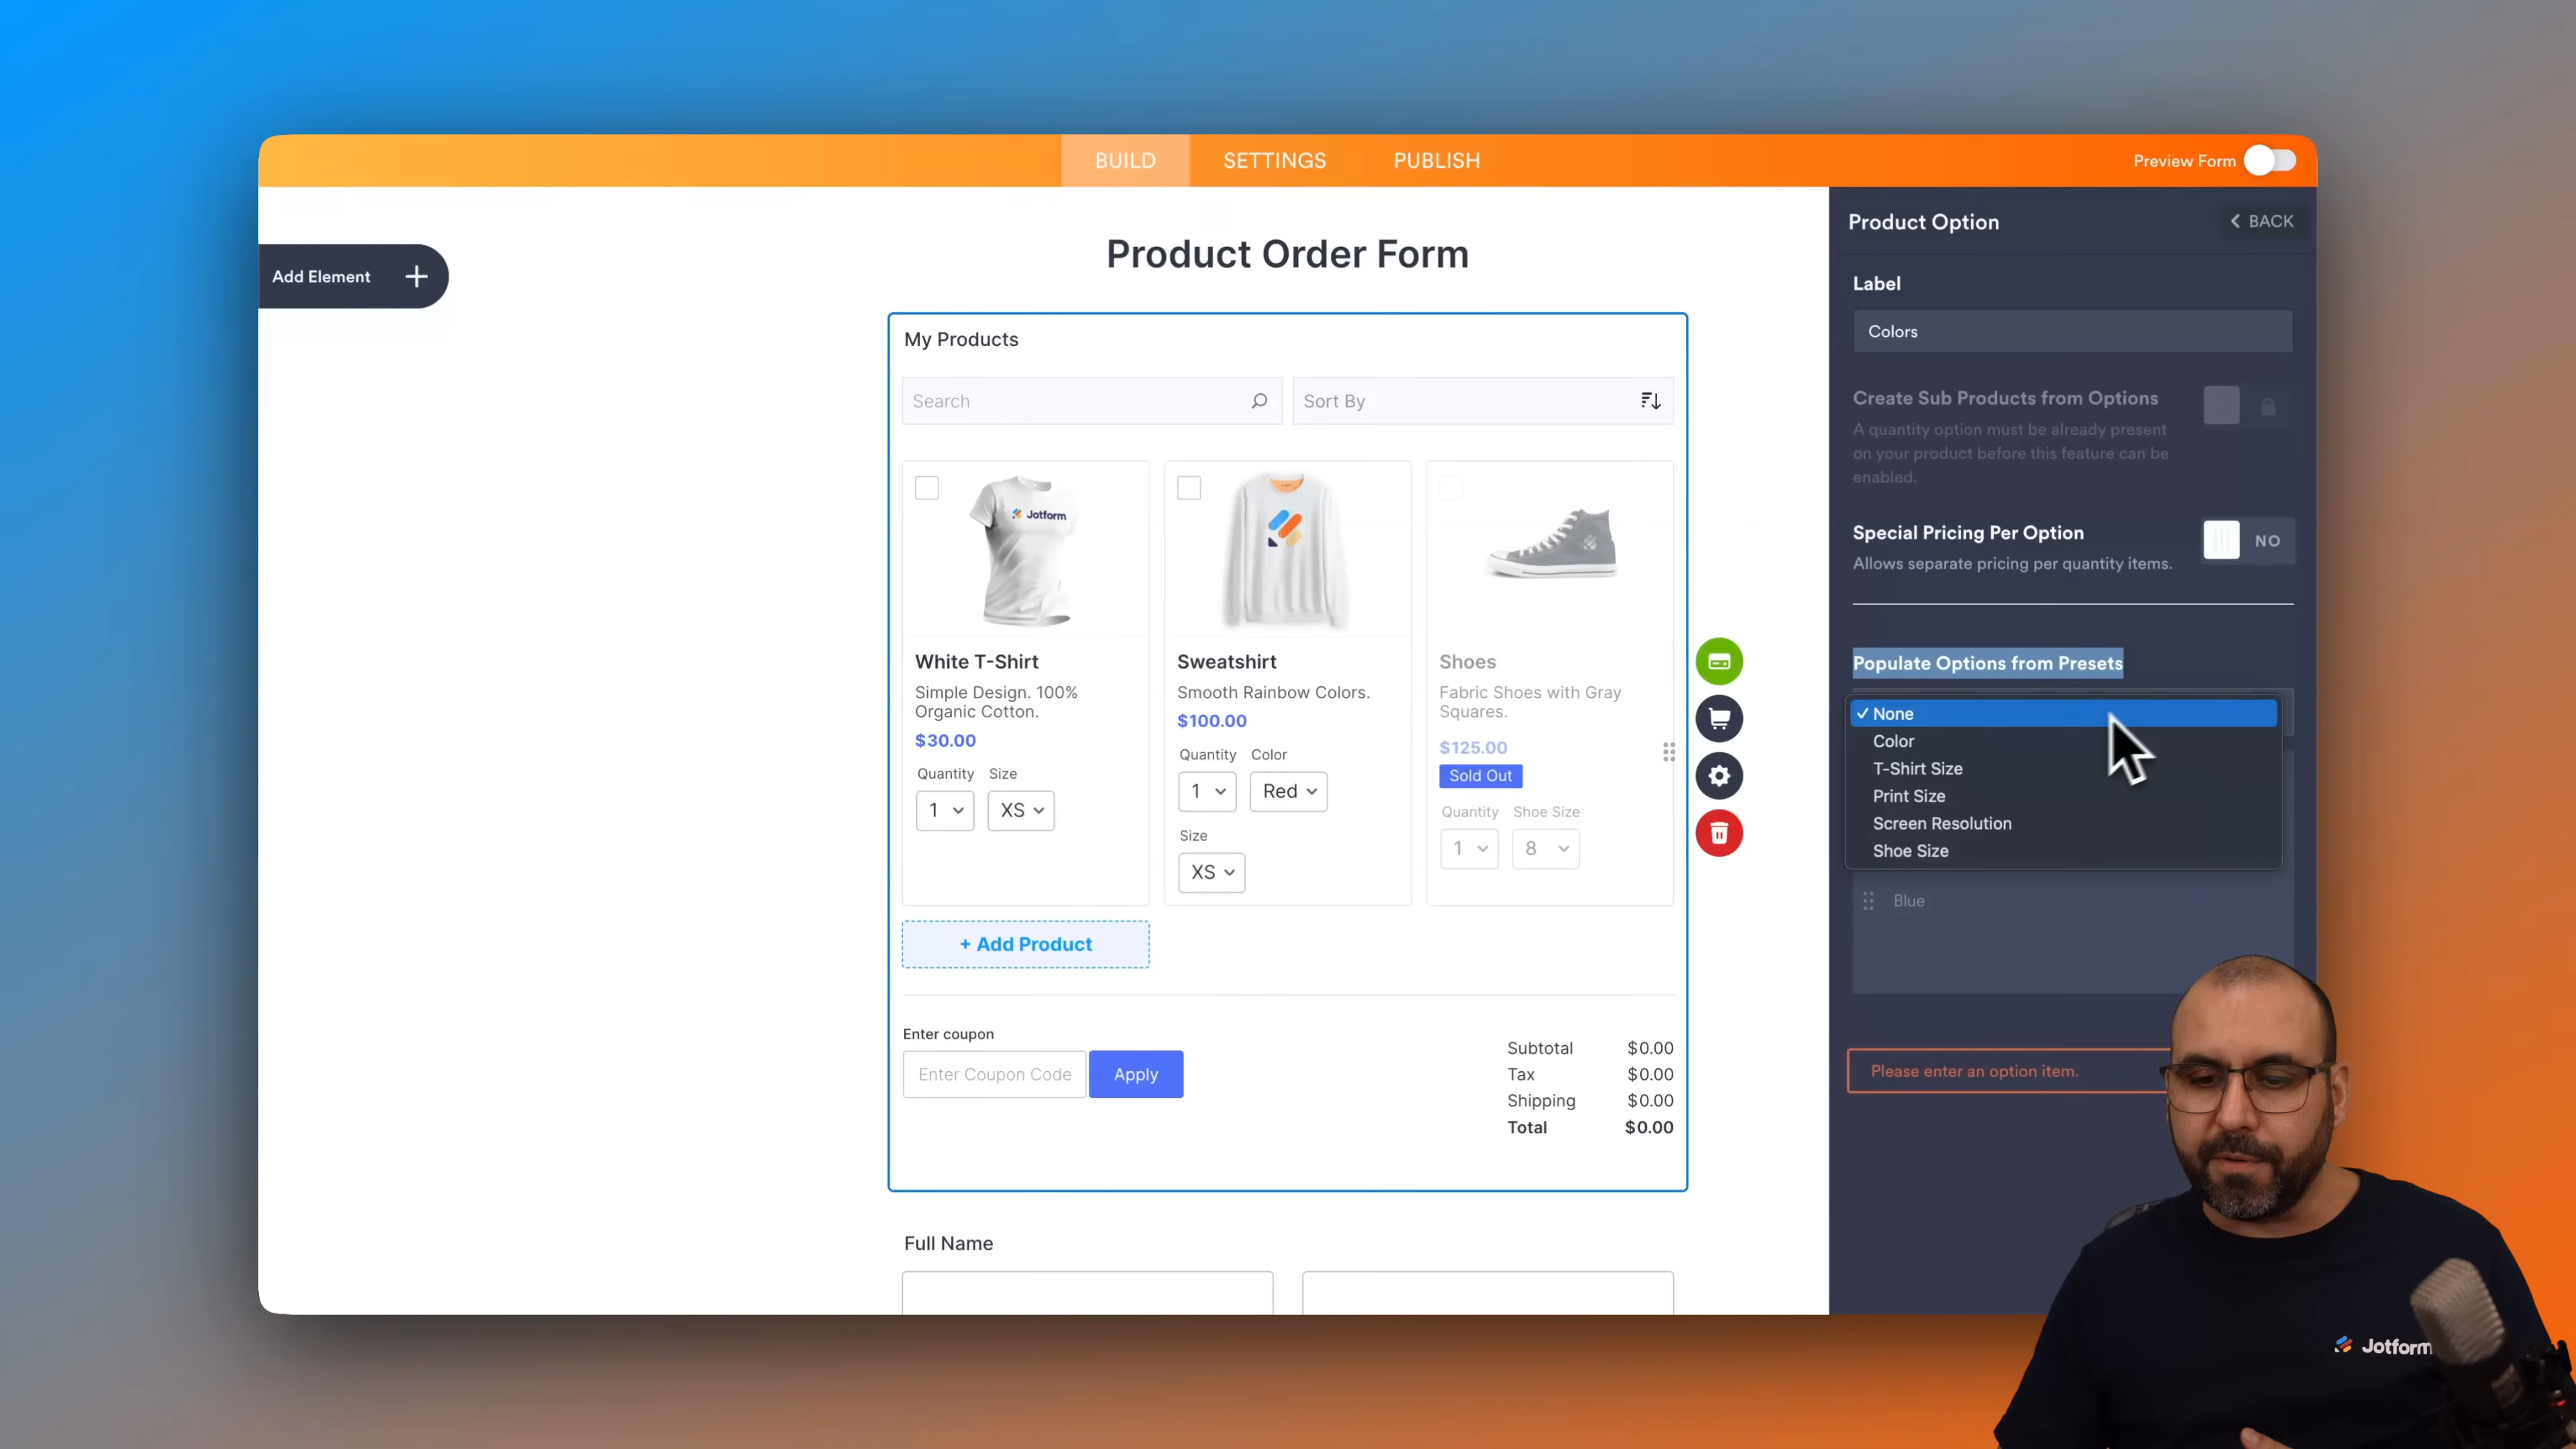 BUILD
SETTINGS
PUBLISH
Preview Form
Add Element
Product Order Form
My Products
Search
Sort By
Jotform
White T-Shirt
Simple Design. 100%
Organic Cotton.
$30.00
Quantity Size
1 XS
Sweatshirt
Smooth Rainbow Colors.
$100.00
Quantity Color
1 Red
Size
XS
Shoes
Fabric Shoes with Gray
Squares.
$125.00
Sold Out
Quantity Shoe Size
1 8
+ Add Product
Enter coupon
Enter Coupon Code
Apply
Subtotal $0.00
Tax $0.00
Shipping $0.00
Total $0.00
Full Name
Product Option
BACK
Label
Colors
Create Sub Products from Options
A quantity option must be already present
on your product before this feature can be
enabled.
Special Pricing Per Option
NO
Allows separate pricing per quantity items.
Populate Options from Presets
None
Color
T-Shirt Size
Print Size
Screen Resolution
Shoe Size
Blue
Please enter an option item.
Jotform